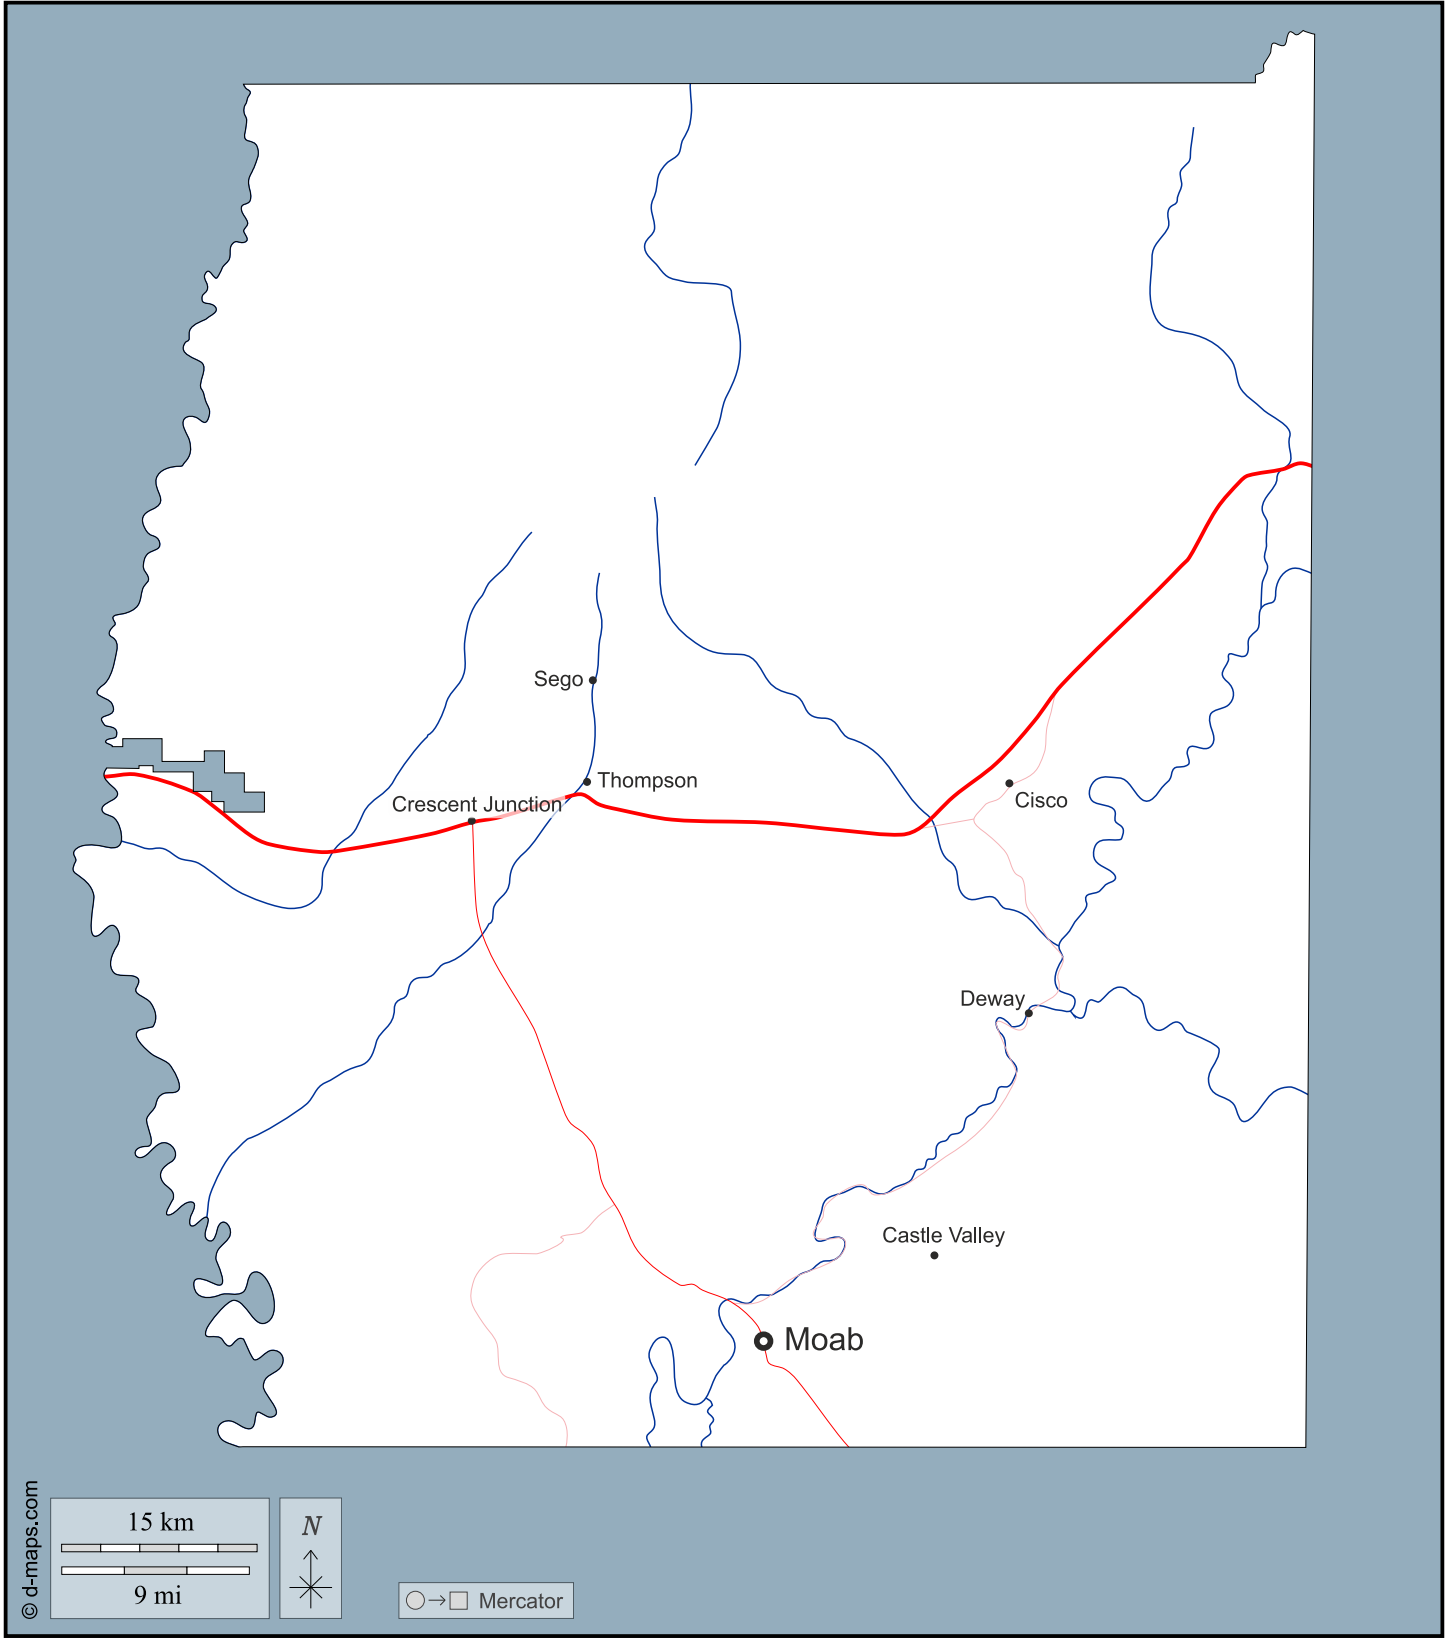 Sego
Thompson
Crescent Junction
Cisco
Deway
Castle Valley
Moab
© d-maps.com
15 km
9 mi
N
Mercator